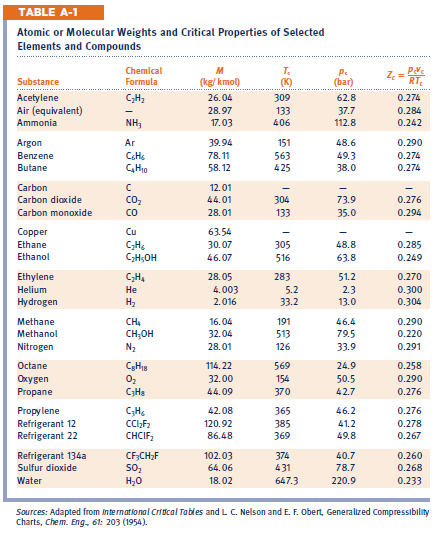 TABLE A-1
Atomic or Molecular Weights and Critical Properties of Selected
Elements and Compounds
Substance Chemical Formula M (kg/kmol) Tc (K) pc (bar) Zc = pcvc/RTc
Acetylene C₂H₂ 26.04 309 62.8 0.274
Air (equivalent) — 28.97 133 37.7 0.284
Ammonia NH₃ 17.03 406 112.8 0.242
Argon Ar 39.94 151 48.6 0.290
Benzene C₆H₆ 78.11 563 49.3 0.274
Butane C₄H₁₀ 58.12 425 38.0 0.274
Carbon C 12.01 — — —
Carbon dioxide CO₂ 44.01 304 73.9 0.276
Carbon monoxide CO 28.01 133 35.0 0.294
Copper Cu 63.54 — — —
Ethane C₂H₆ 30.07 305 48.8 0.285
Ethanol C₂H₅OH 46.07 516 63.8 0.249
Ethylene C₂H₄ 28.05 283 51.2 0.270
Helium He 4.003 5.2 2.3 0.300
Hydrogen H₂ 2.016 33.2 13.0 0.304
Methane CH₄ 16.04 191 46.4 0.290
Methanol CH₃OH 32.04 513 79.5 0.220
Nitrogen N₂ 28.01 126 33.9 0.291
Octane C₈H₁₈ 114.22 569 24.9 0.258
Oxygen O₂ 32.00 154 50.5 0.290
Propane C₃H₈ 44.09 370 42.7 0.276
Propylene C₃H₆ 42.08 365 46.2 0.276
Refrigerant 12 CCl₂F₂ 120.92 385 41.2 0.278
Refrigerant 22 CHClF₂ 86.48 369 49.8 0.267
Refrigerant 134a CF₃CH₂F 102.03 374 40.7 0.260
Sulfur dioxide SO₂ 64.06 431 78.7 0.268
Water H₂O 18.02 647.3 220.9 0.233
Sources: Adapted from International Critical Tables and L. C. Nelson and E. F. Obert, Generalized Compressibility
Charts, Chem. Eng., 61: 203 (1954).